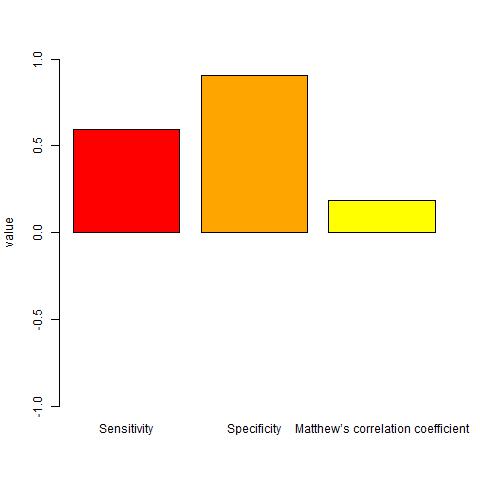 1.0
0.5
0.0
-0.5
-1.0
value
Sensitivity
Specificity
Matthew's correlation coefficient